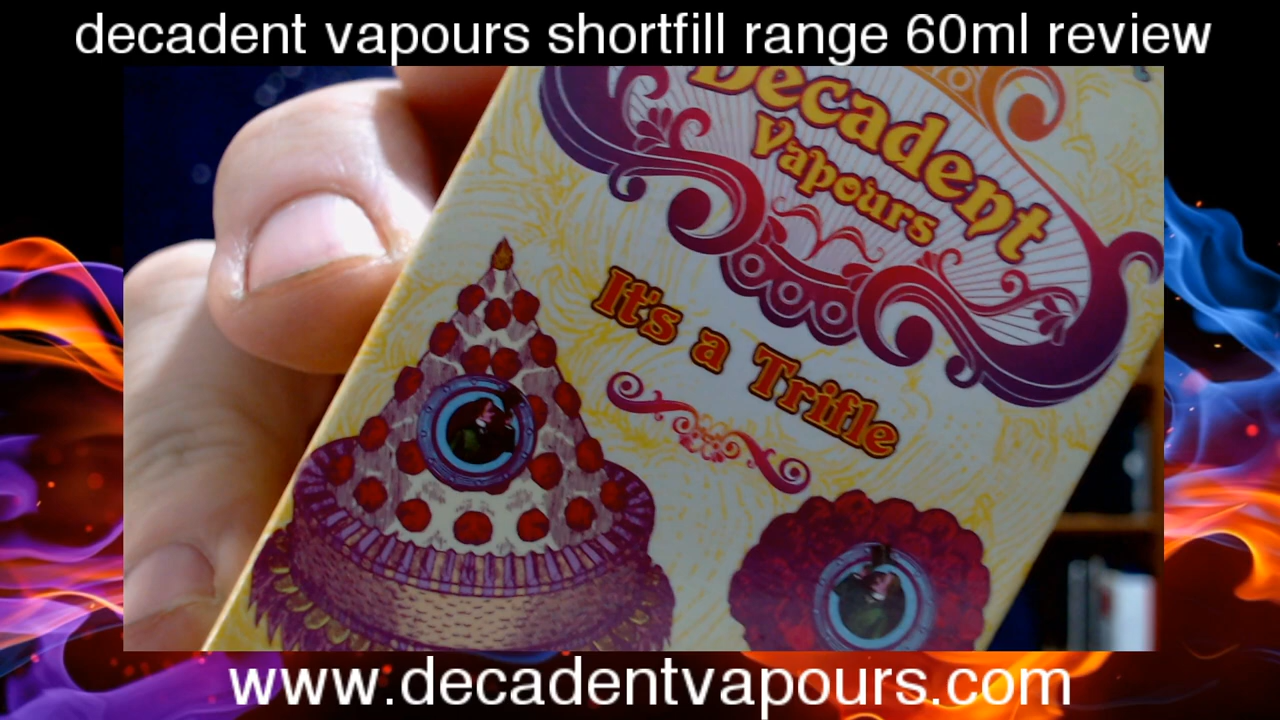 decadent vapours shortfill range 60ml review
Decadent
Vapours
It's a Trifle
www.decadentvapours.com